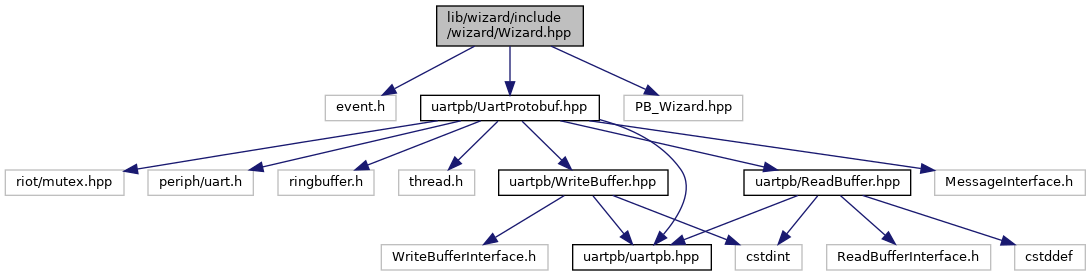 lib/wizard/include
/wizard/Wizard.hpp
event.h
uartpb/UartProtobuf.hpp
PB_Wizard.hpp
riot/mutex.hpp
periph/uart.h
ringbuffer.h
thread.h
uartpb/WriteBuffer.hpp
uartpb/ReadBuffer.hpp
MessageInterface.h
WriteBufferInterface.h
uartpb/uartpb.hpp
cstdint
ReadBufferInterface.h
cstddef